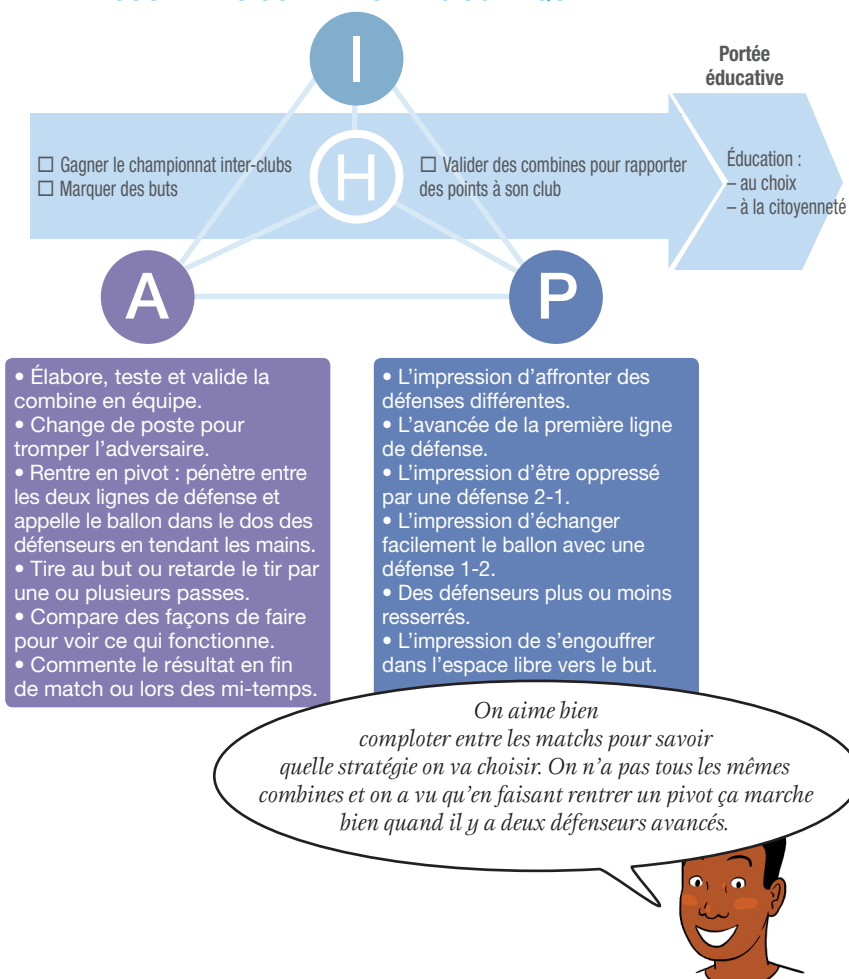 I
Portée
éducative
□ Gagner le championnat inter-clubs
□ Marquer des buts
H
□ Valider des combines pour rapporter
des points à son club
Éducation :
– au choix
– à la citoyenneté
A
P
• Élabore, teste et valide la
combine en équipe.
• Change de poste pour
tromper l'adversaire.
• Rentre en pivot : pénètre entre
les deux lignes de défense et
appelle le ballon dans le dos des
défenseurs en tendant les mains.
• Tire au but ou retarde le tir par
une ou plusieurs passes.
• Compare des façons de faire
pour voir ce qui fonctionne.
• Commente le résultat en fin
de match ou lors des mi-temps.
• L'impression d'affronter des
défenses différentes.
• L'avancée de la première ligne
de défense.
• L'impression d'être oppressé
par une défense 2-1.
• L'impression d'échanger
facilement le ballon avec une
défense 1-2.
• Des défenseurs plus ou moins
resserrés.
• L'impression de s'engouffrer
dans l'espace libre vers le but.
On aime bien
comploter entre les matchs pour savoir
quelle stratégie on va choisir. On n'a pas tous les mêmes
combines et on a vu qu'en faisant rentrer un pivot ça marche
bien quand il y a deux défenseurs avancés.